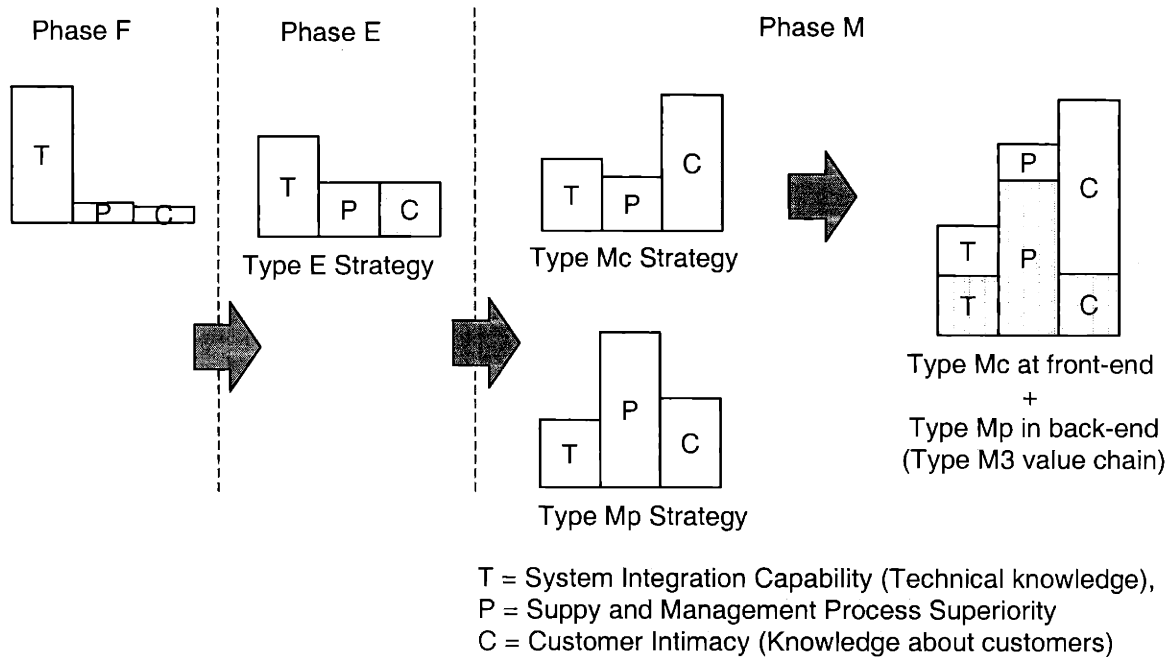 Phase F
Phase E
Phase M
T
P
C
T
P
C
Type E Strategy
T
P
C
Type Mc Strategy
T
P
C
Type Mp Strategy
P
C
T
P
T
C
Type Mc at front-end
+
Type Mp in back-end
(Type M3 value chain)
T = System Integration Capability (Technical knowledge),
P = Suppy and Management Process Superiority
C = Customer Intimacy (Knowledge about customers)